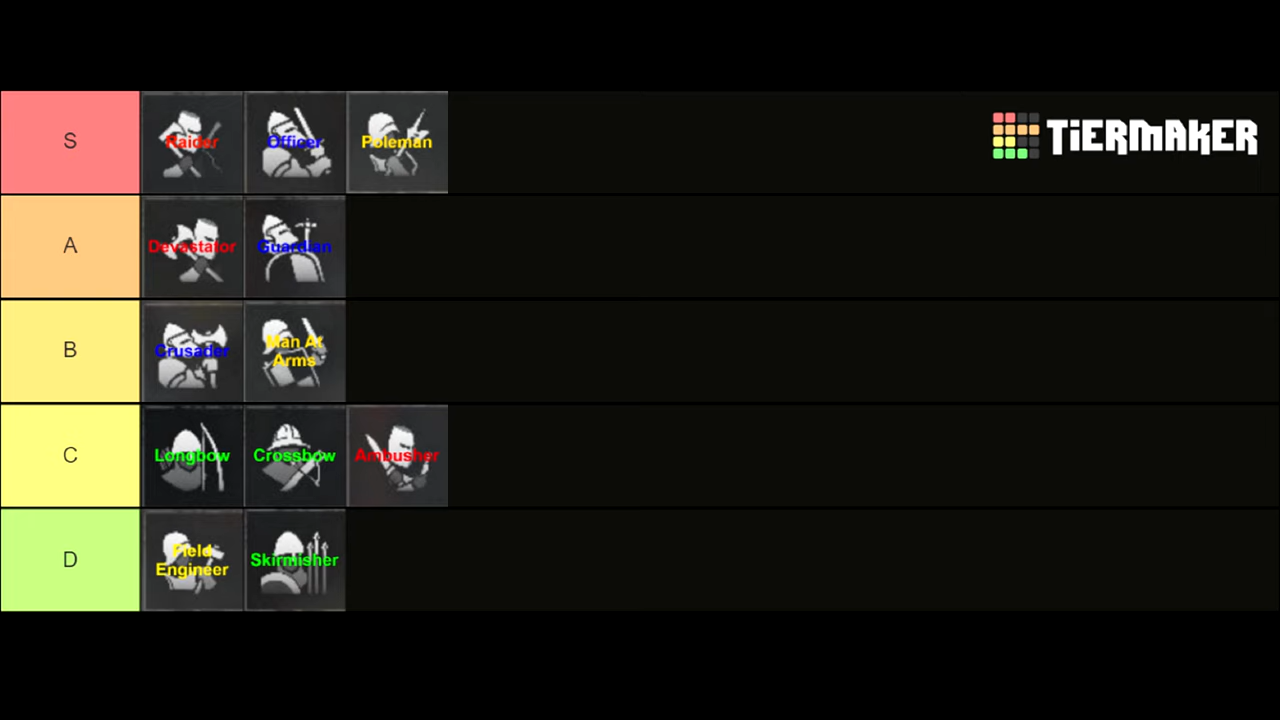 S
Raider
Officer
Poleman
TIERMAKER
A
Devastator
Guardian
B
Crusader
Man At
Arms
C
Longbow
Crossbow
Ambusher
D
Field
Engineer
Skirmisher